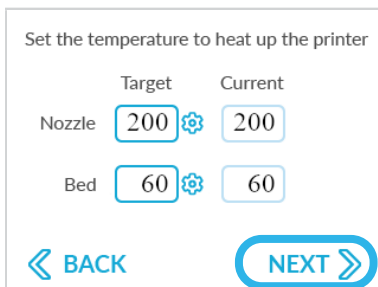 Set the temperature to heat up the printer
Target Current
Nozzle 200 200
Bed 60 60
BACK NEXT